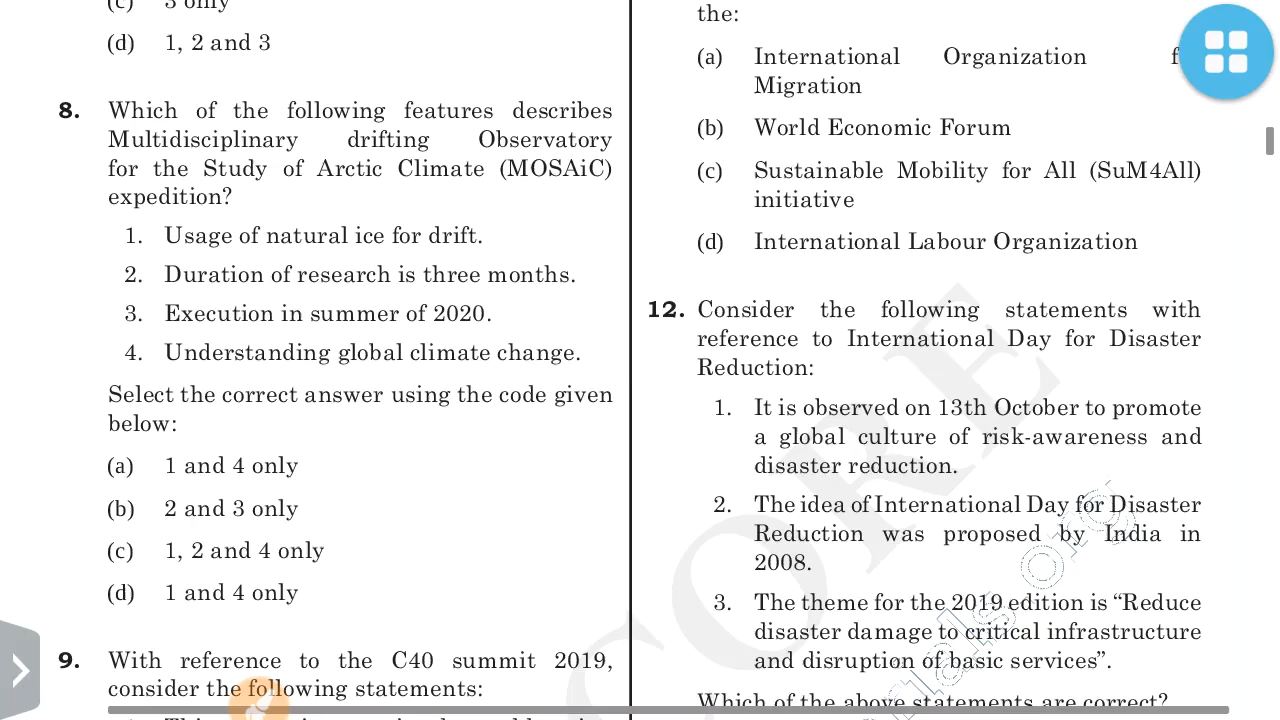 (c) 3 only
(d) 1, 2 and 3
8. Which of the following features describes
Multidisciplinary drifting Observatory
for the Study of Arctic Climate (MOSAiC)
expedition?
1. Usage of natural ice for drift.
2. Duration of research is three months.
3. Execution in summer of 2020.
4. Understanding global climate change.
Select the correct answer using the code given
below:
(a) 1 and 4 only
(b) 2 and 3 only
(c) 1, 2 and 4 only
(d) 1 and 4 only
9. With reference to the C40 summit 2019,
consider the following statements:
the:
(a) International Organization
Migration
(b) World Economic Forum
(c) Sustainable Mobility for All (SuM4All)
initiative
(d) International Labour Organization
12. Consider the following statements with
reference to International Day for Disaster
Reduction:
1. It is observed on 13th October to promote
a global culture of risk-awareness and
disaster reduction.
2. The idea of International Day for Disaster
Reduction was proposed by India in
2008.
3. The theme for the 2019 edition is “Reduce
disaster damage to critical infrastructure
and disruption of basic services”.
Which of the above statements are correct?
CORE